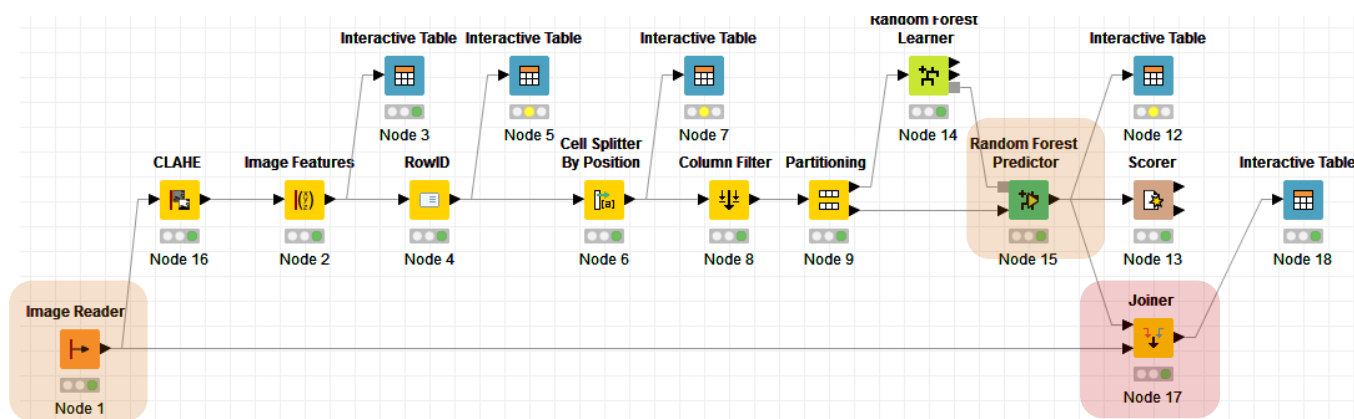 Random Forest
Learner
Interactive Table
Interactive Table
Interactive Table
Interactive Table
Node 3
Node 5
Node 7
Node 14
Node 12
CLAHE
Image Features
RowID
Cell Splitter
By Position
Column Filter
Partitioning
Random Forest
Predictor
Scorer
Interactive Table
[a]
Node 16
Node 2
Node 4
Node 6
Node 8
Node 9
Node 15
Node 13
Node 18
Image Reader
Joiner
Node 1
Node 17